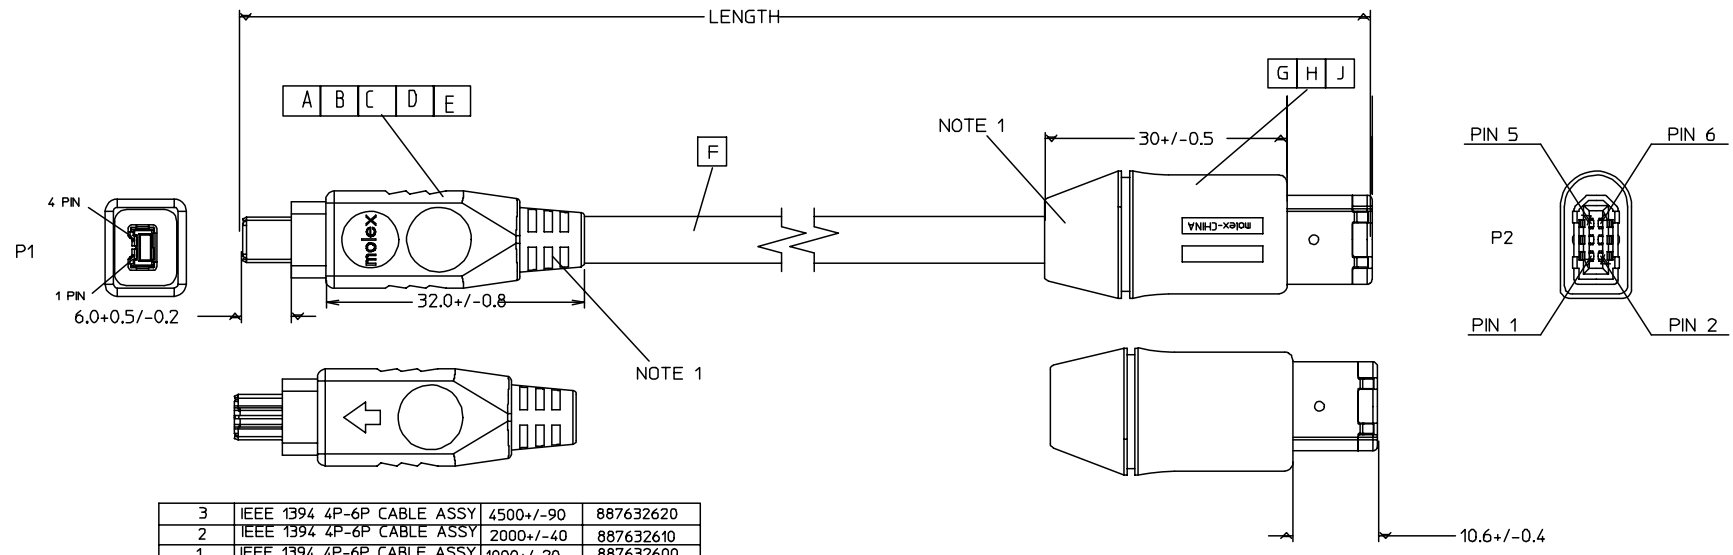 LENGTH
A B C D E
G H J
NOTE 1
30+/-0.5
F
PIN 5
PIN 6
4 PIN
molex
molex-CHINA
P1
P2
1 PIN
32.0+/-0.8
6.0+0.5/-0.2
PIN 1
PIN 2
NOTE 1
3 IEEE 1394 4P-6P CABLE ASSY 4500+/-90 887632620
2 IEEE 1394 4P-6P CABLE ASSY 2000+/-40 887632610
1 IEEE 1394 4P-6P CABLE ASSY 1000+/-20 887632600
10.6+/-0.4